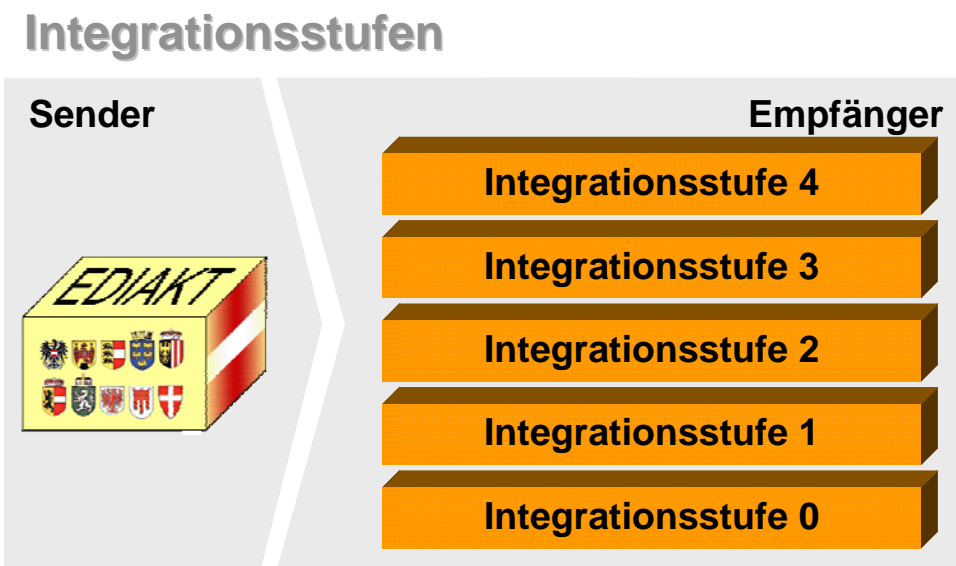 Integrationsstufen
Sender
Empfänger
EDIAKT
Integrationsstufe 4
Integrationsstufe 3
Integrationsstufe 2
Integrationsstufe 1
Integrationsstufe 0